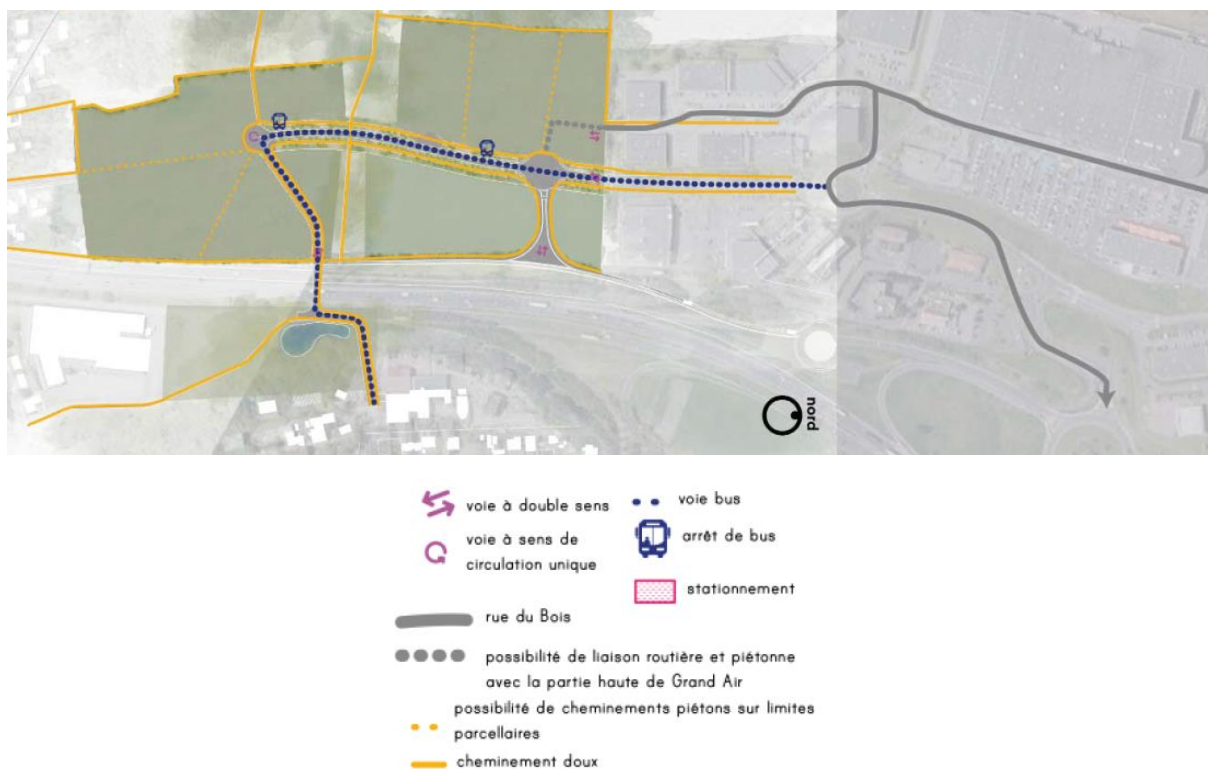 nord
voie à double sens
voie à sens de
circulation unique
voie bus
arrêt de bus
stationnement
rue du Bois
possibilité de liaison routière et piétonne
avec la partie haute de Grand Air
possibilité de cheminements piétons sur limites
parcellaires
cheminement doux